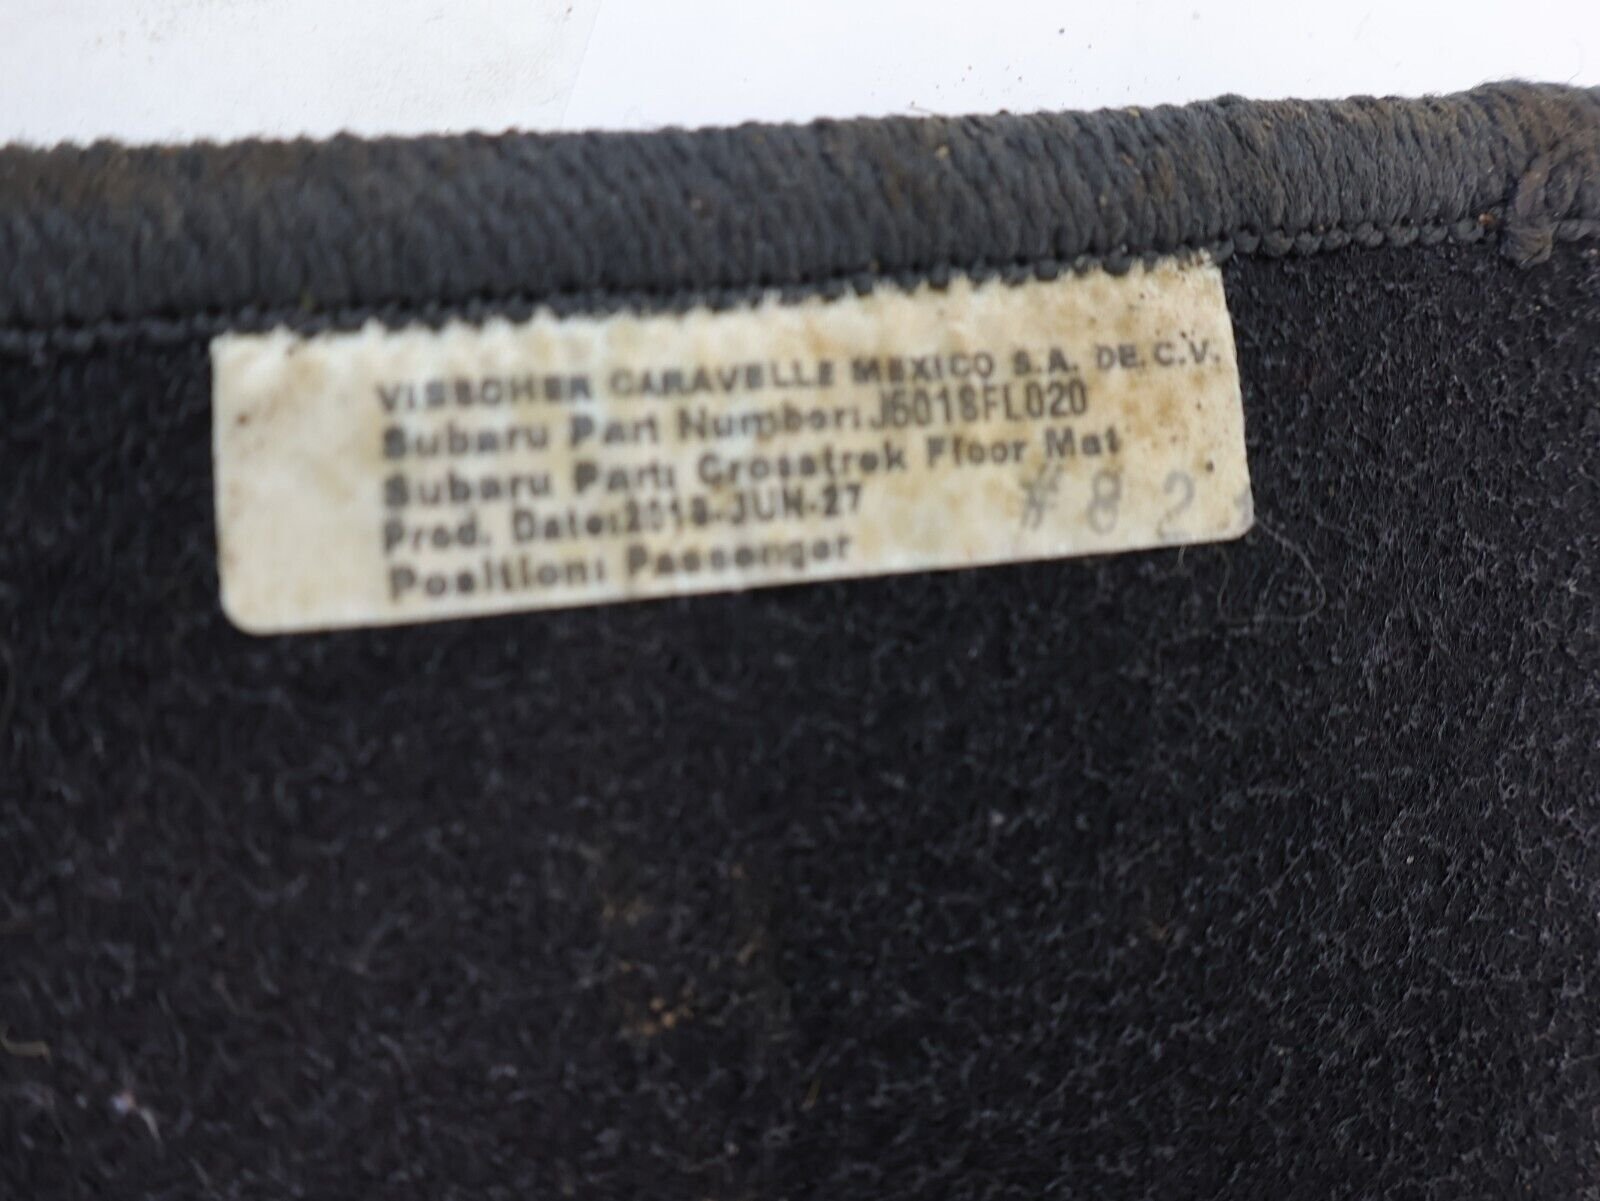 VISSCHER CARAVELLE MEXICO S.A. DE. C.V.
Subaru Part Number: J501SFL020
Subaru Part: Crosstrek Floor Mat
Prod. Date: 2018-JUN-27
#82
Position: Passenger